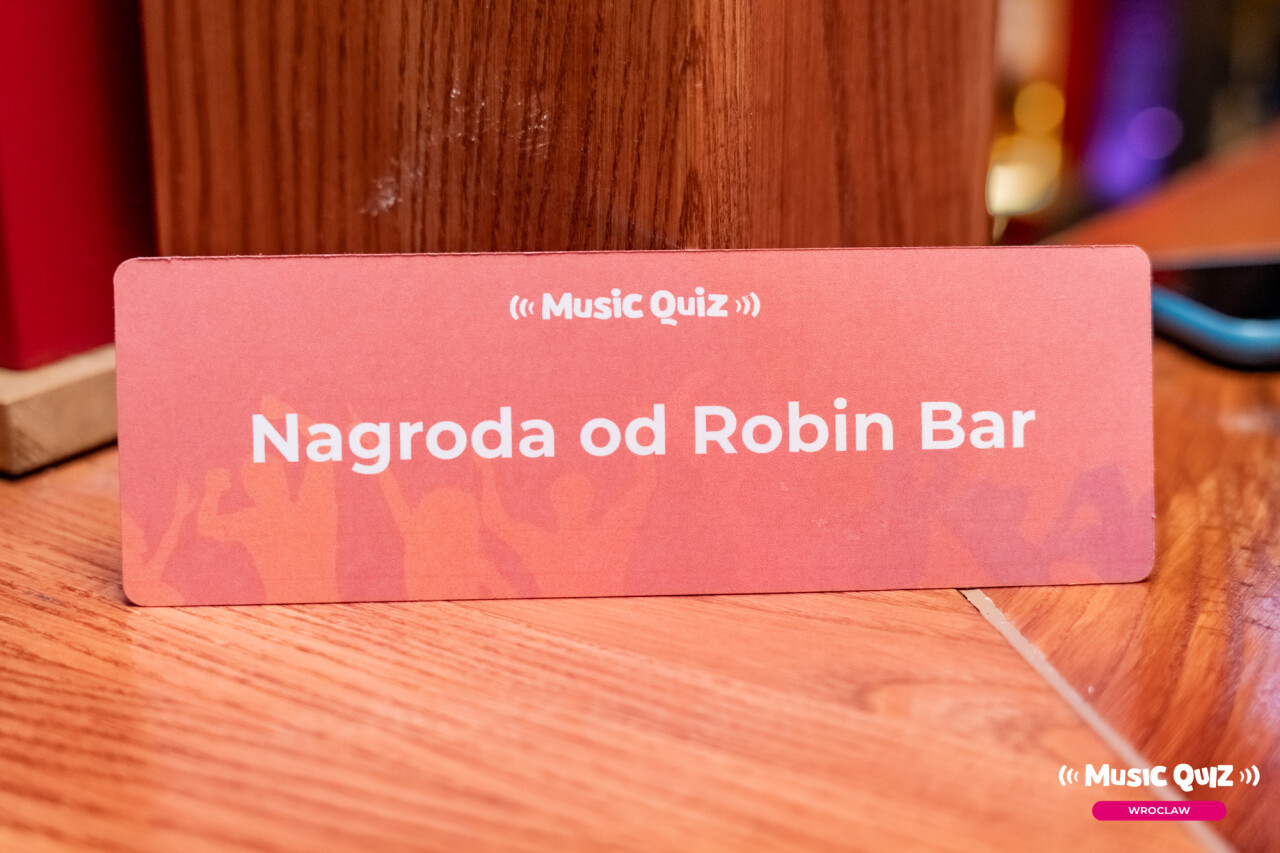 Music Quiz
Nagroda od Robin Bar
Music Quiz
WROCLAW